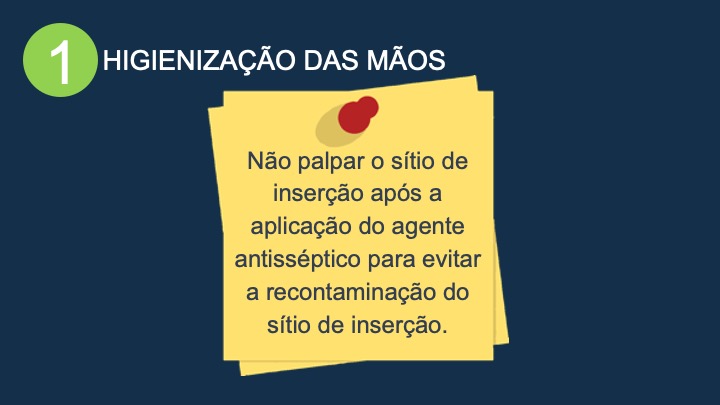 1 HIGIENIZAÇÃO DAS MÃOS
Não palpar o sítio de
inserção após a
aplicação do agente
antisséptico para evitar
a recontaminação do
sítio de inserção.